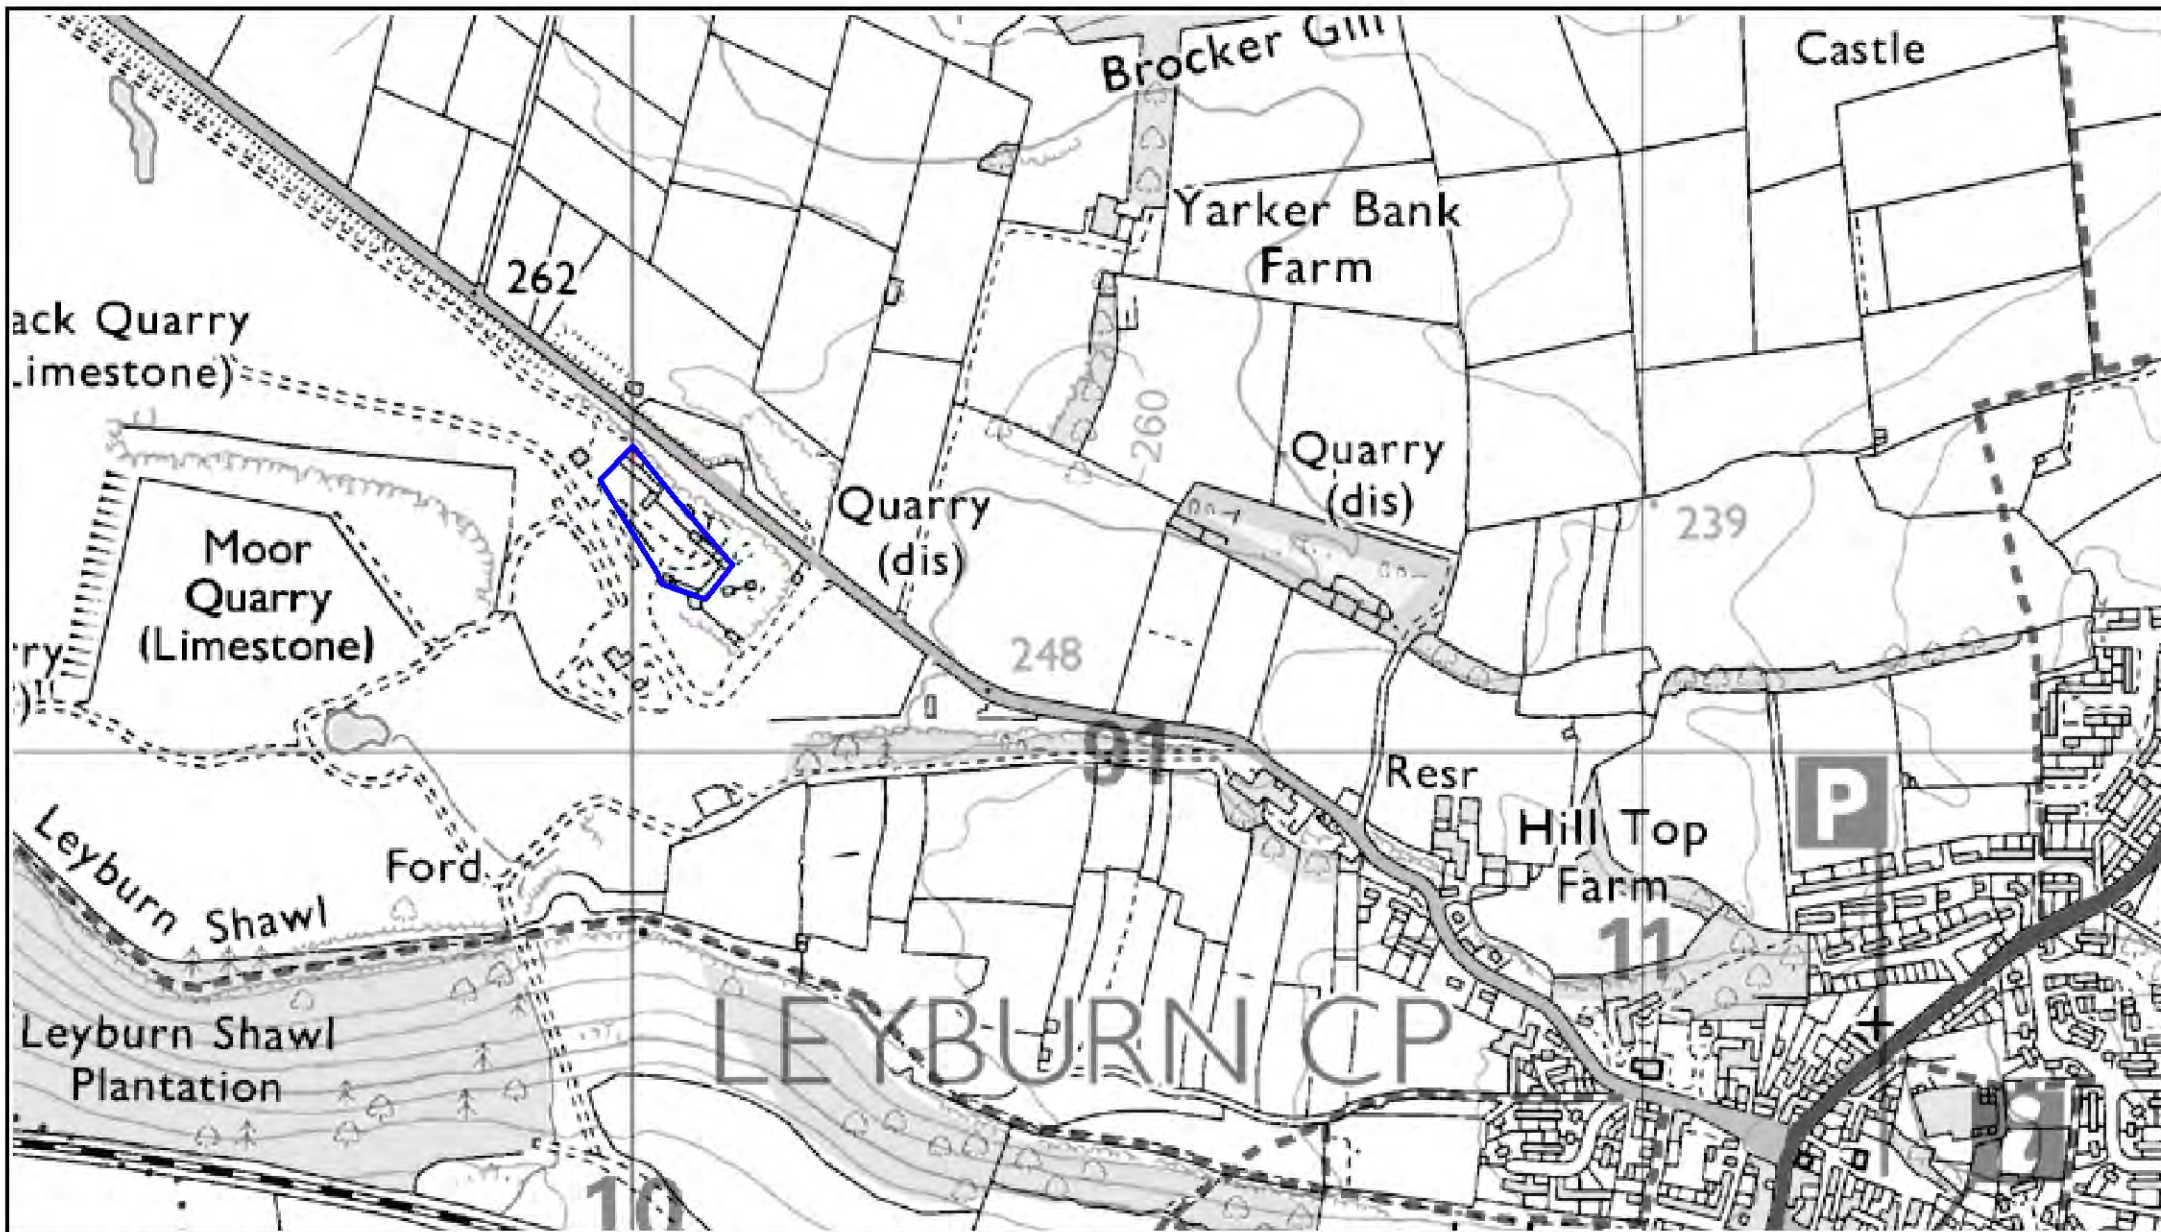 Brocker Gill
Castle
Yarker Bank
Farm
262
ack Quarry
Limestone)
260
Quarry
(dis)
Quarry
(dis)
239
Moor
Quarry
(Limestone)
rry
)
248
91
Resr
P
Hill Top
Farm
Ford
Leyburn Shawl
11
LEYBURN CP
Leyburn Shawl
Plantation
10